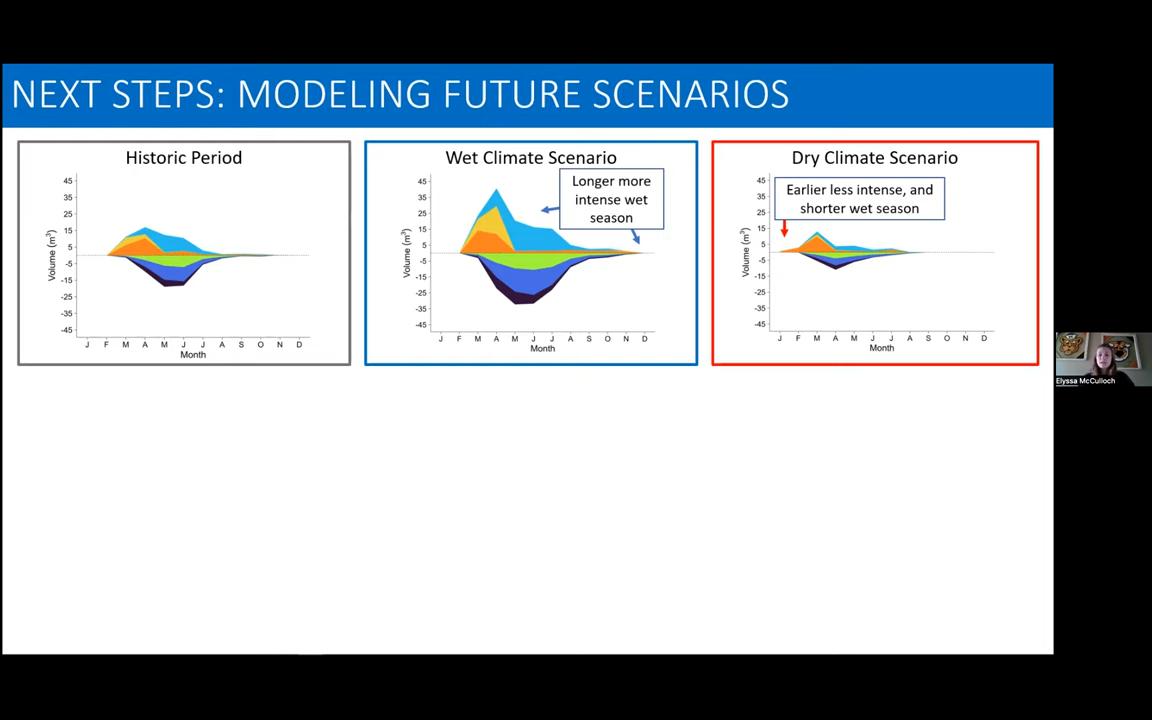 NEXT STEPS: MODELING FUTURE SCENARIOS
Historic Period
45
35
25
15
5
-5
-15
-25
-35
-45
Volume (m³)
J F M A M J J A S O N D
Month
Wet Climate Scenario
Longer more
intense wet
season
45
35
25
15
5
-5
-15
-25
-35
-45
Volume (m³)
J F M A M J J A S O N D
Month
Dry Climate Scenario
Earlier less intense, and
shorter wet season
45
35
25
15
5
-5
-15
-25
-35
-45
Volume (m³)
J F M A M J J A S O N D
Month
Elyssa McCulloch